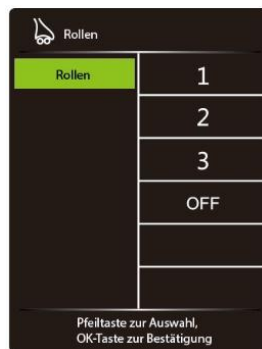 Rollen
Rollen
1
2
3
OFF
Pfeiltaste zur Auswahl,
OK-Taste zur Bestätigung